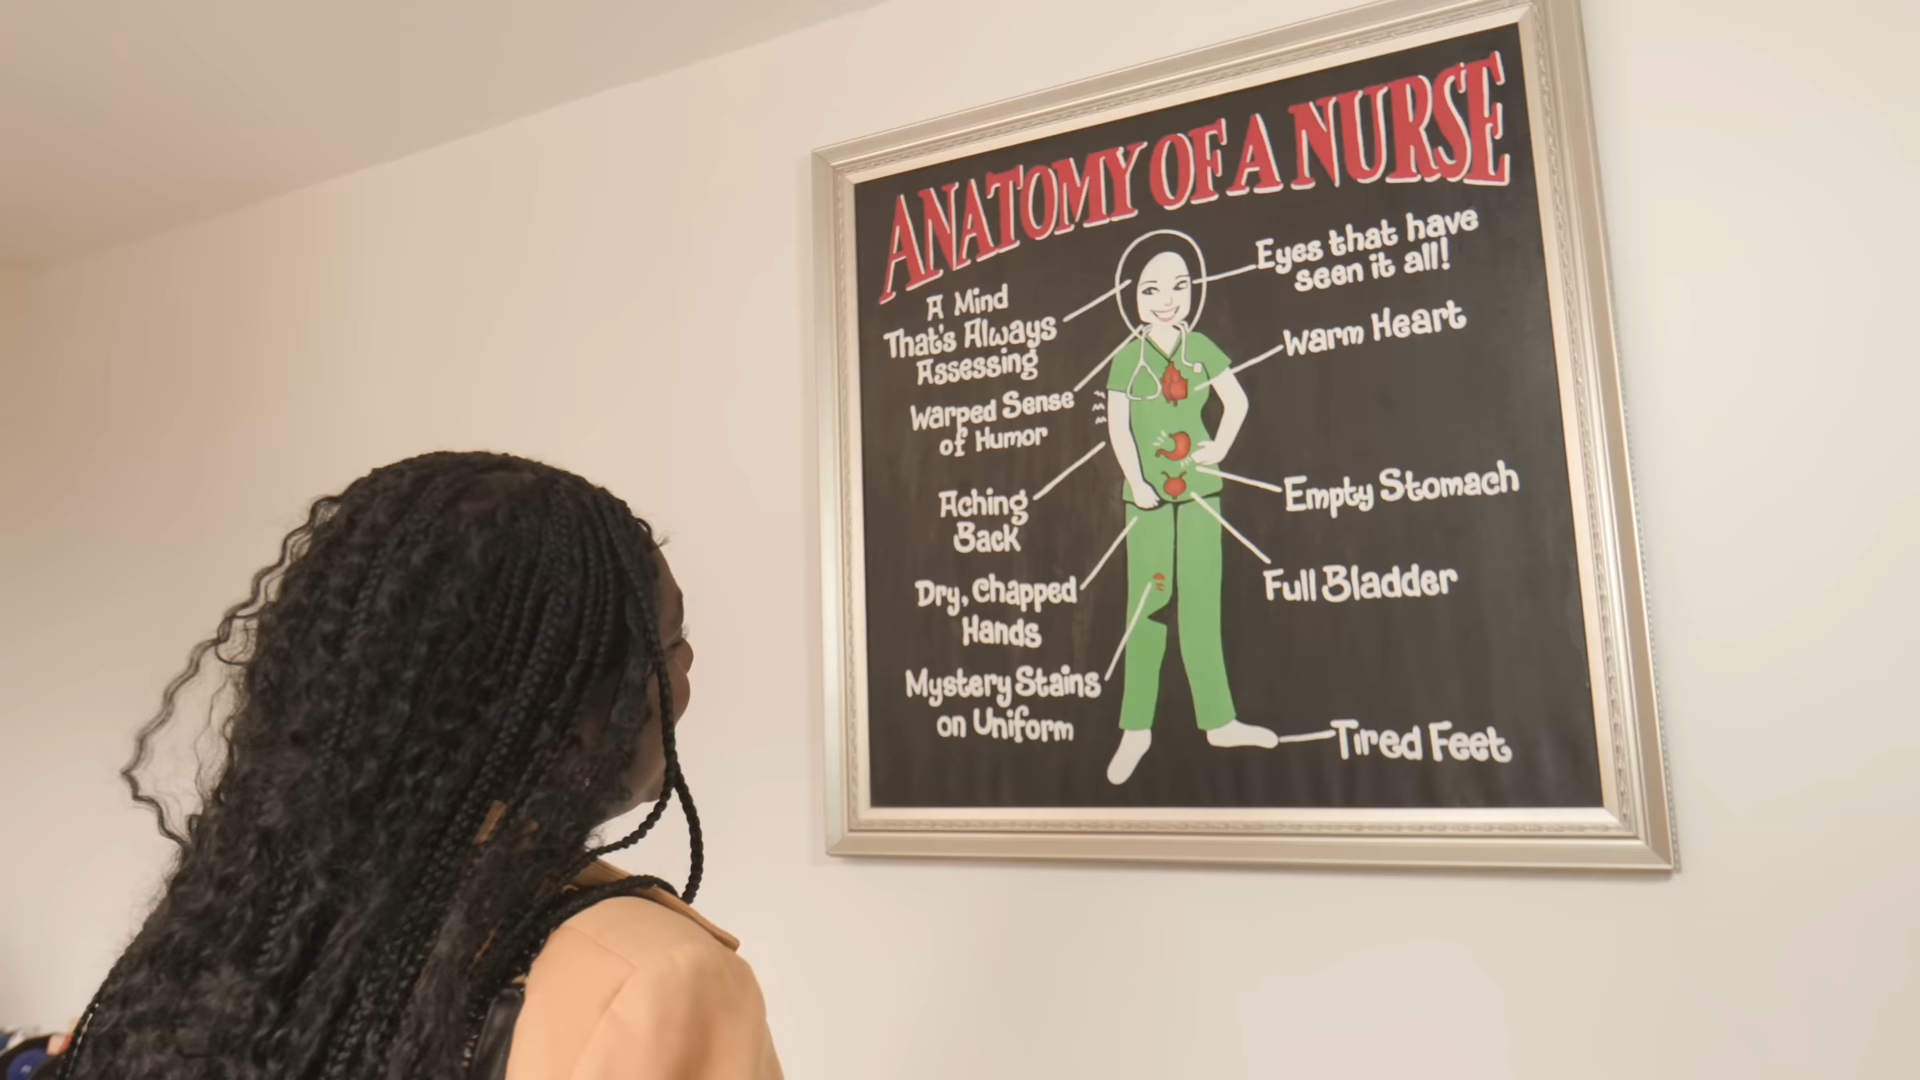 ANATOMY OF A NURSE
A Mind
That's Always
Assessing
Warped Sense
of Humor
Aching
Back
Dry, Chapped
Hands
Mystery Stains
on Uniform
Eyes that have
seen it all!
Warm Heart
Empty Stomach
Full Bladder
Tired Feet